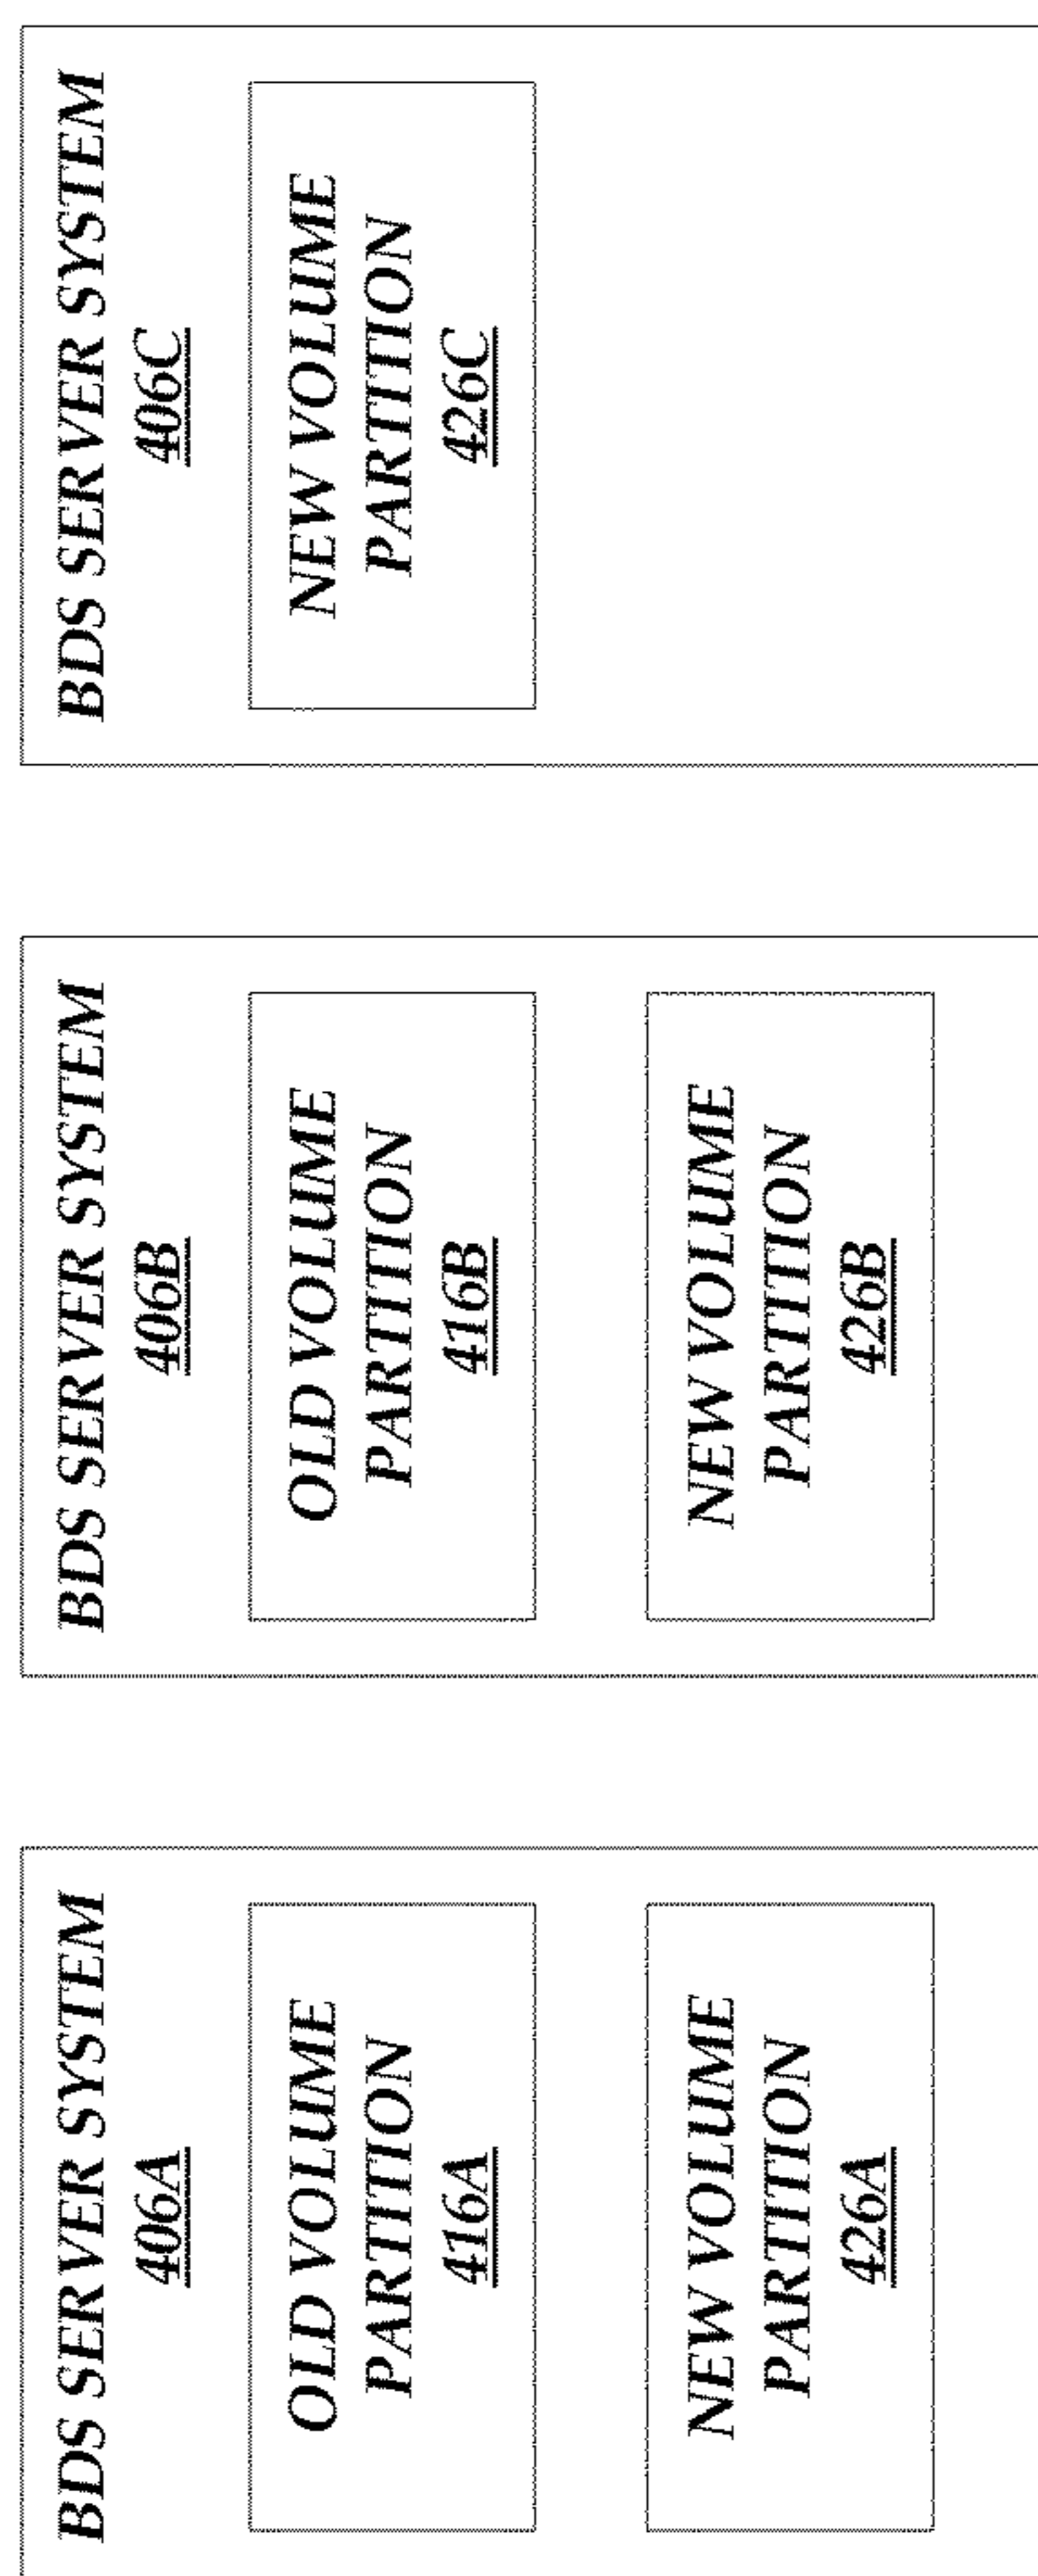 BDS SERVER SYSTEM
406A
OLD VOLUME
PARTITION
416A
NEW VOLUME
PARTITION
426A
BDS SERVER SYSTEM
406B
OLD VOLUME
PARTITION
416B
NEW VOLUME
PARTITION
426B
BDS SERVER SYSTEM
406C
NEW VOLUME
PARTITION
426C